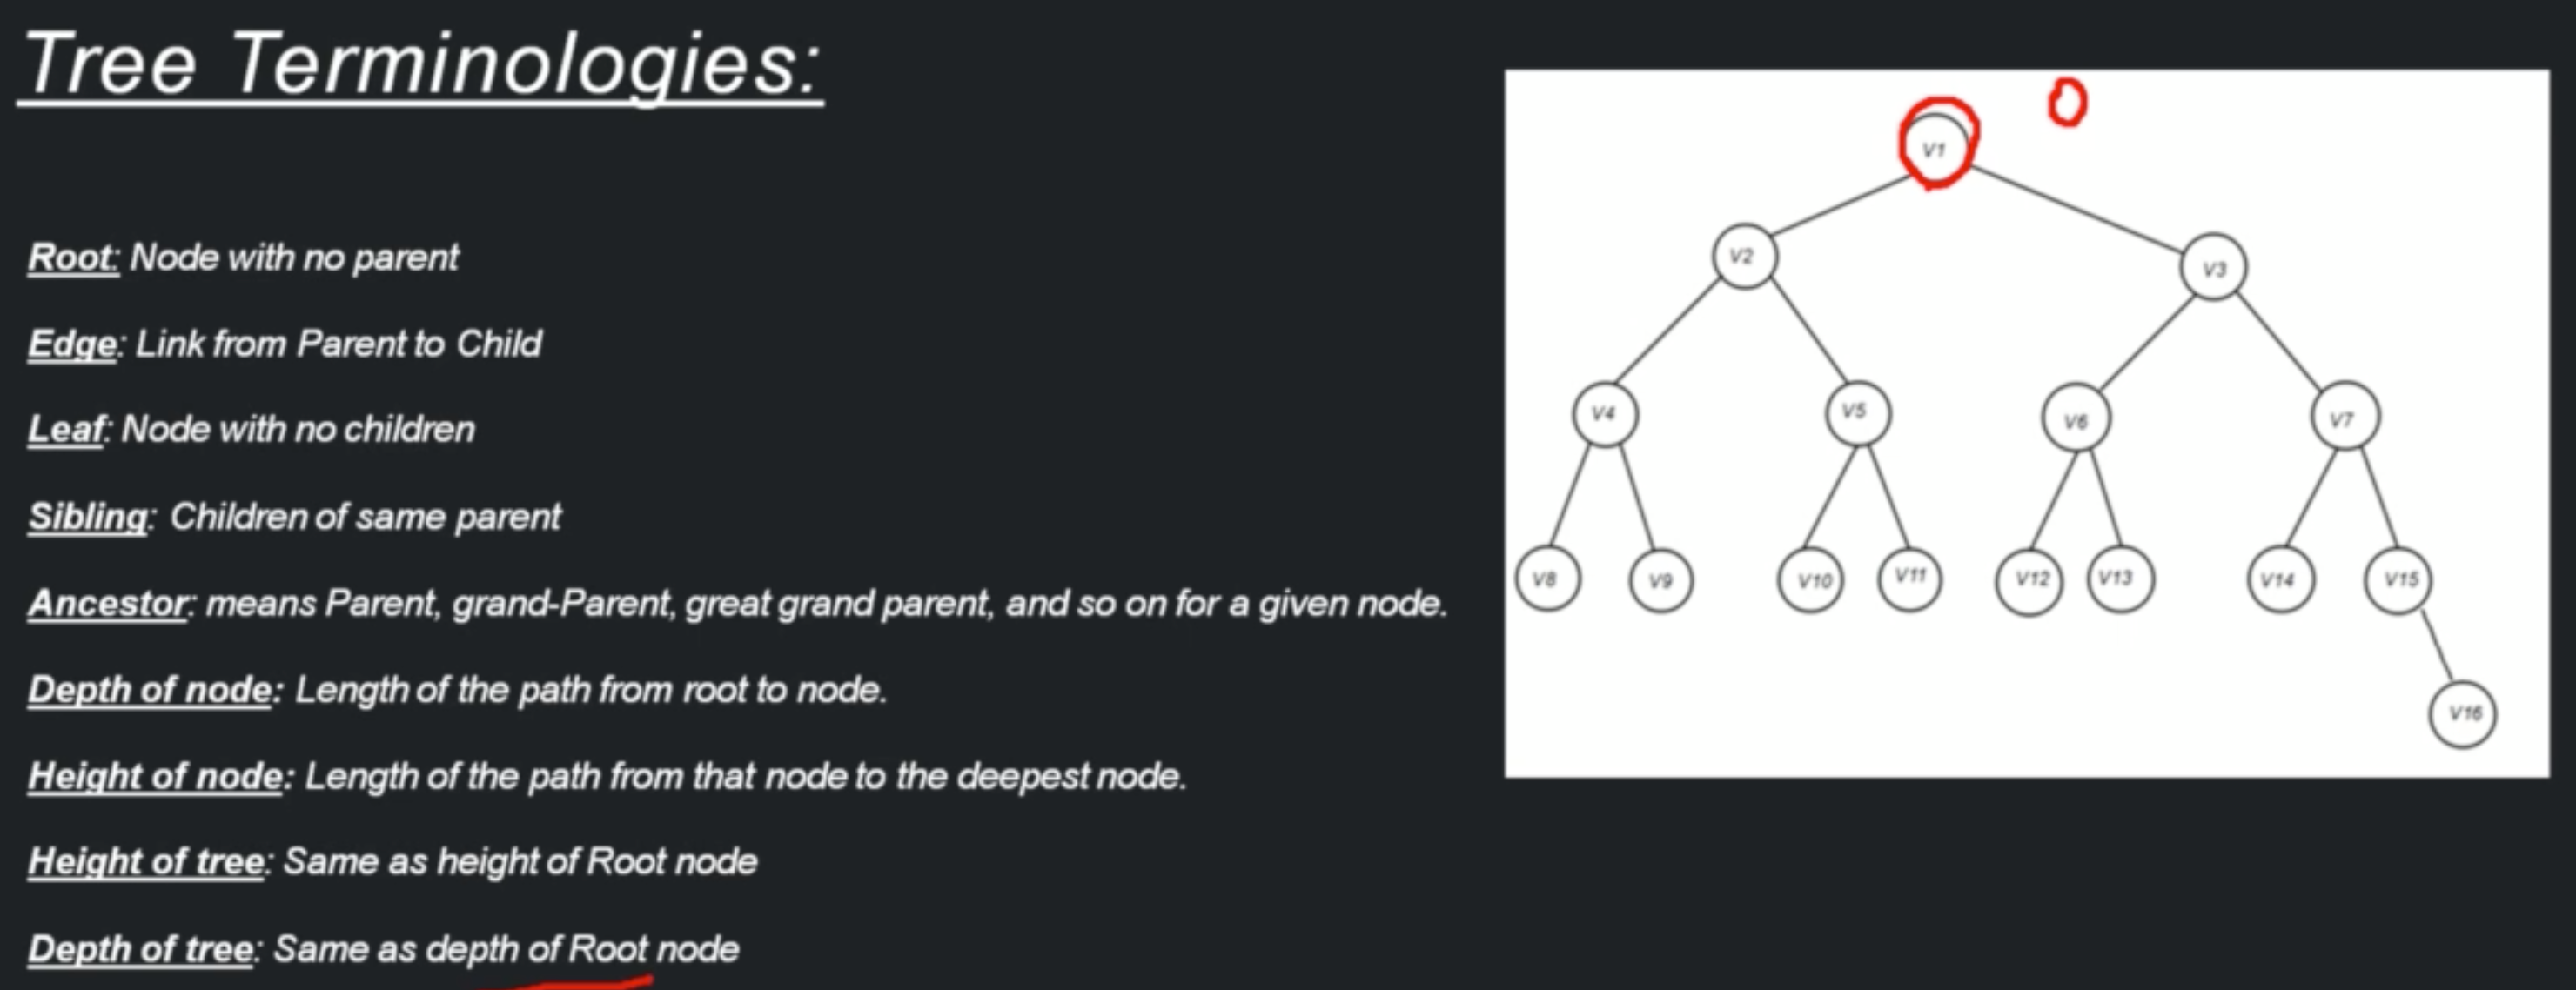 Tree Terminologies:
Root: Node with no parent
Edge: Link from Parent to Child
Leaf: Node with no children
Sibling: Children of same parent
Ancestor: means Parent, grand-Parent, great grand parent, and so on for a given node.
Depth of node: Length of the path from root to node.
Height of node: Length of the path from that node to the deepest node.
Height of tree: Same as height of Root node
Depth of tree: Same as depth of Root node
0
V1
V2
V3
V4
V5
V6
V7
V8
V9
V10
V11
V12
V13
V14
V15
V16